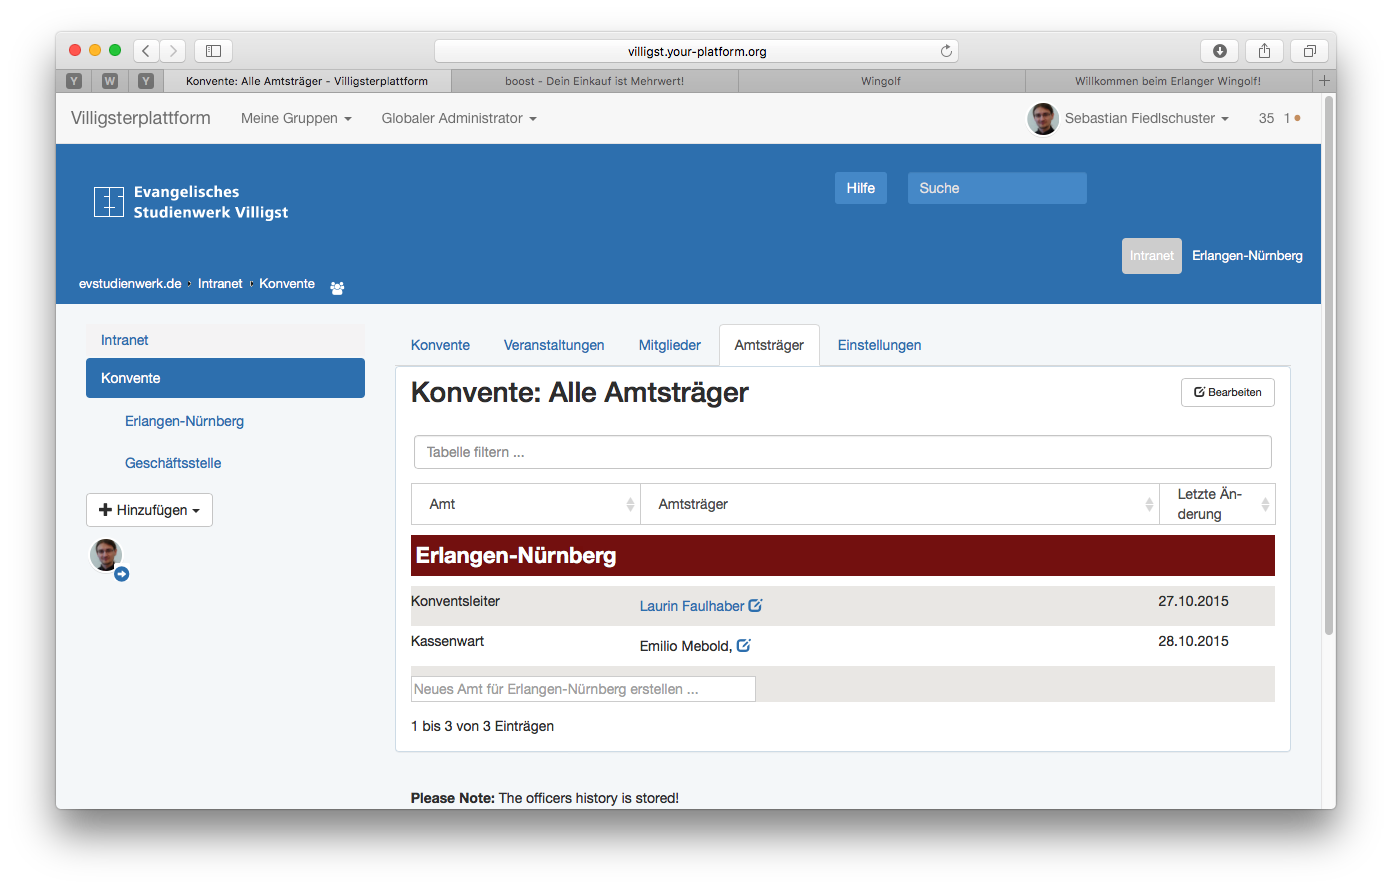 villigst.your-platform.org
Y
W
Y
Konvente: Alle Amtsträger - Villigsterplattform
boost - Dein Einkauf ist Mehrwert!
Wingolf
Willkommen beim Erlanger Wingolf!
Villigsterplattform
Meine Gruppen
Globaler Administrator
Sebastian Fiedlschuster
35
1
Evangelisches
Studienwerk Villigst
Hilfe
Suche
Intranet
Erlangen-Nürnberg
evstudienwerk.de
Intranet
Konvente
Intranet
Konvente
Erlangen-Nürnberg
Geschäftsstelle
Hinzufügen
Konvente
Veranstaltungen
Mitglieder
Amtsträger
Einstellungen
Konvente: Alle Amtsträger
Bearbeiten
Tabelle filtern ...
Amt
Amtsträger
Letzte Än-
derung
Erlangen-Nürnberg
Konventsleiter
Laurin Faulhaber
27.10.2015
Kassenwart
Emilio Mebold,
28.10.2015
Neues Amt für Erlangen-Nürnberg erstellen ...
1 bis 3 von 3 Einträgen
Please Note: The officers history is stored!